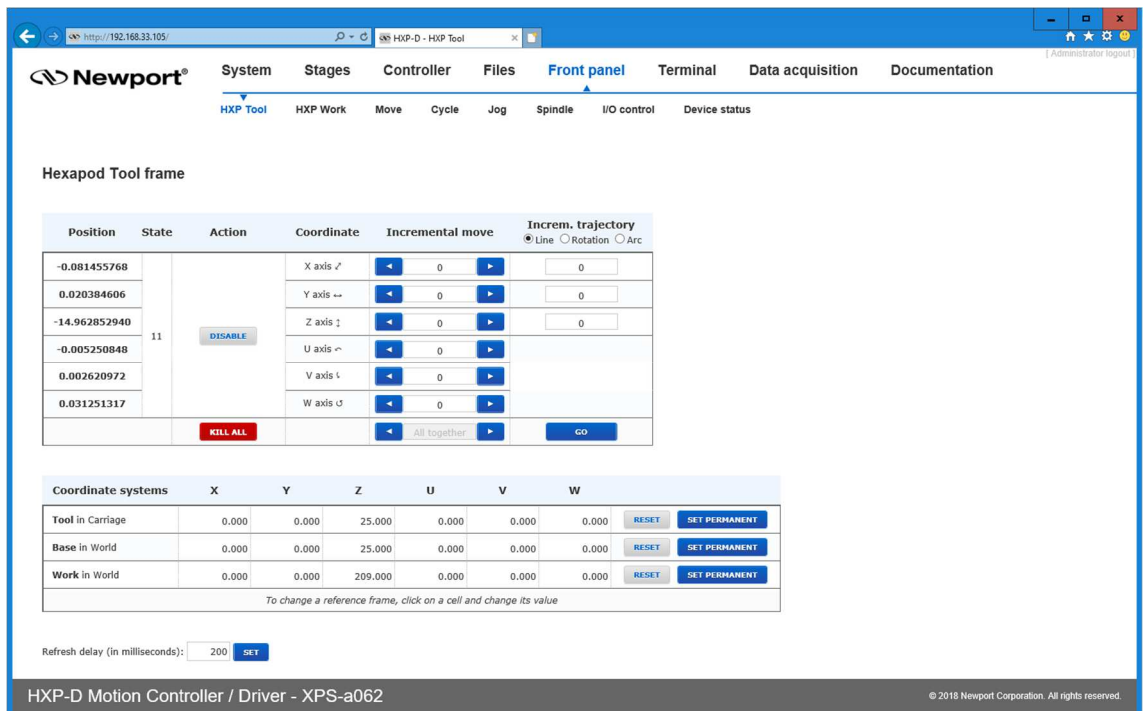 http://192.168.33.105/
HXP-D - HXP Tool
[ Administrator logout ]
Newport®
System Stages Controller Files Front panel Terminal Data acquisition Documentation
HXP Tool HXP Work Move Cycle Jog Spindle I/O control Device status
Hexapod Tool frame
Position State Action Coordinate Incremental move Increm. trajectory
Line Rotation Arc
-0.081455768 X axis 0 0
0.020384606 Y axis 0 0
-14.962852940 Z axis 0 0
11 DISABLE
-0.005250848 U axis 0
0.002620972 V axis 0
0.031251317 W axis 0
KILL ALL All together GO
Coordinate systems X Y Z U V W
Tool in Carriage 0.000 0.000 25.000 0.000 0.000 0.000 RESET SET PERMANENT
Base in World 0.000 0.000 25.000 0.000 0.000 0.000 RESET SET PERMANENT
Work in World 0.000 0.000 209.000 0.000 0.000 0.000 RESET SET PERMANENT
To change a reference frame, click on a cell and change its value
Refresh delay (in milliseconds): 200 SET
HXP-D Motion Controller / Driver - XPS-a062
© 2018 Newport Corporation. All rights reserved.